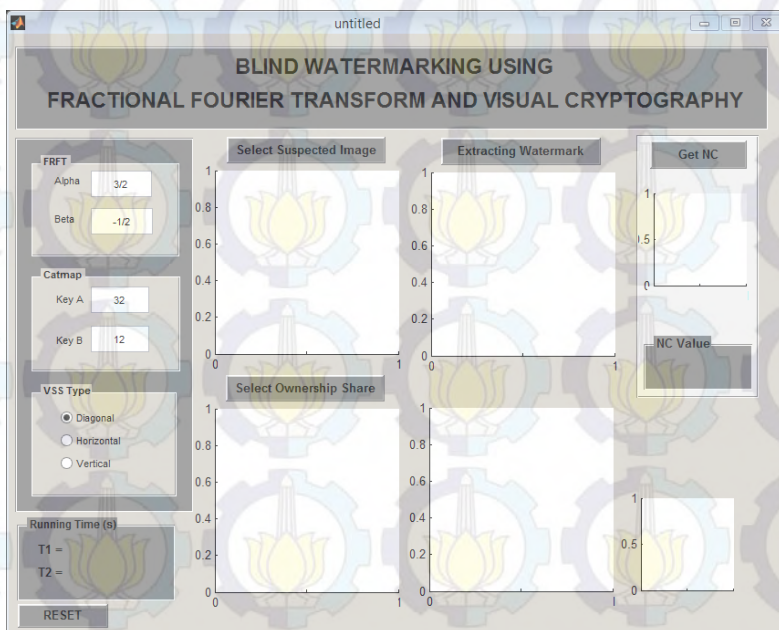 untitled
BLIND WATERMARKING USING
FRACTIONAL FOURIER TRANSFORM AND VISUAL CRYPTOGRAPHY
FRFT
Alpha 3/2
Beta -1/2
Catmap
Key A 32
Key B 12
VSS Type
Diagonal
Horizontal
Vertical
Running Time (s)
T1 =
T2 =
RESET
Select Suspected Image
1
0.8
0.6
0.4
0.2
0
0 1
Select Ownership Share
1
0.8
0.6
0.4
0.2
0
0 1
Extracting Watermark
1
0.8
0.6
0.4
0.2
0
0 1
1
0.8
0.6
0.4
0.2
0
0 1
Get NC
1
0.5
0
NC Value
1
0.5
0